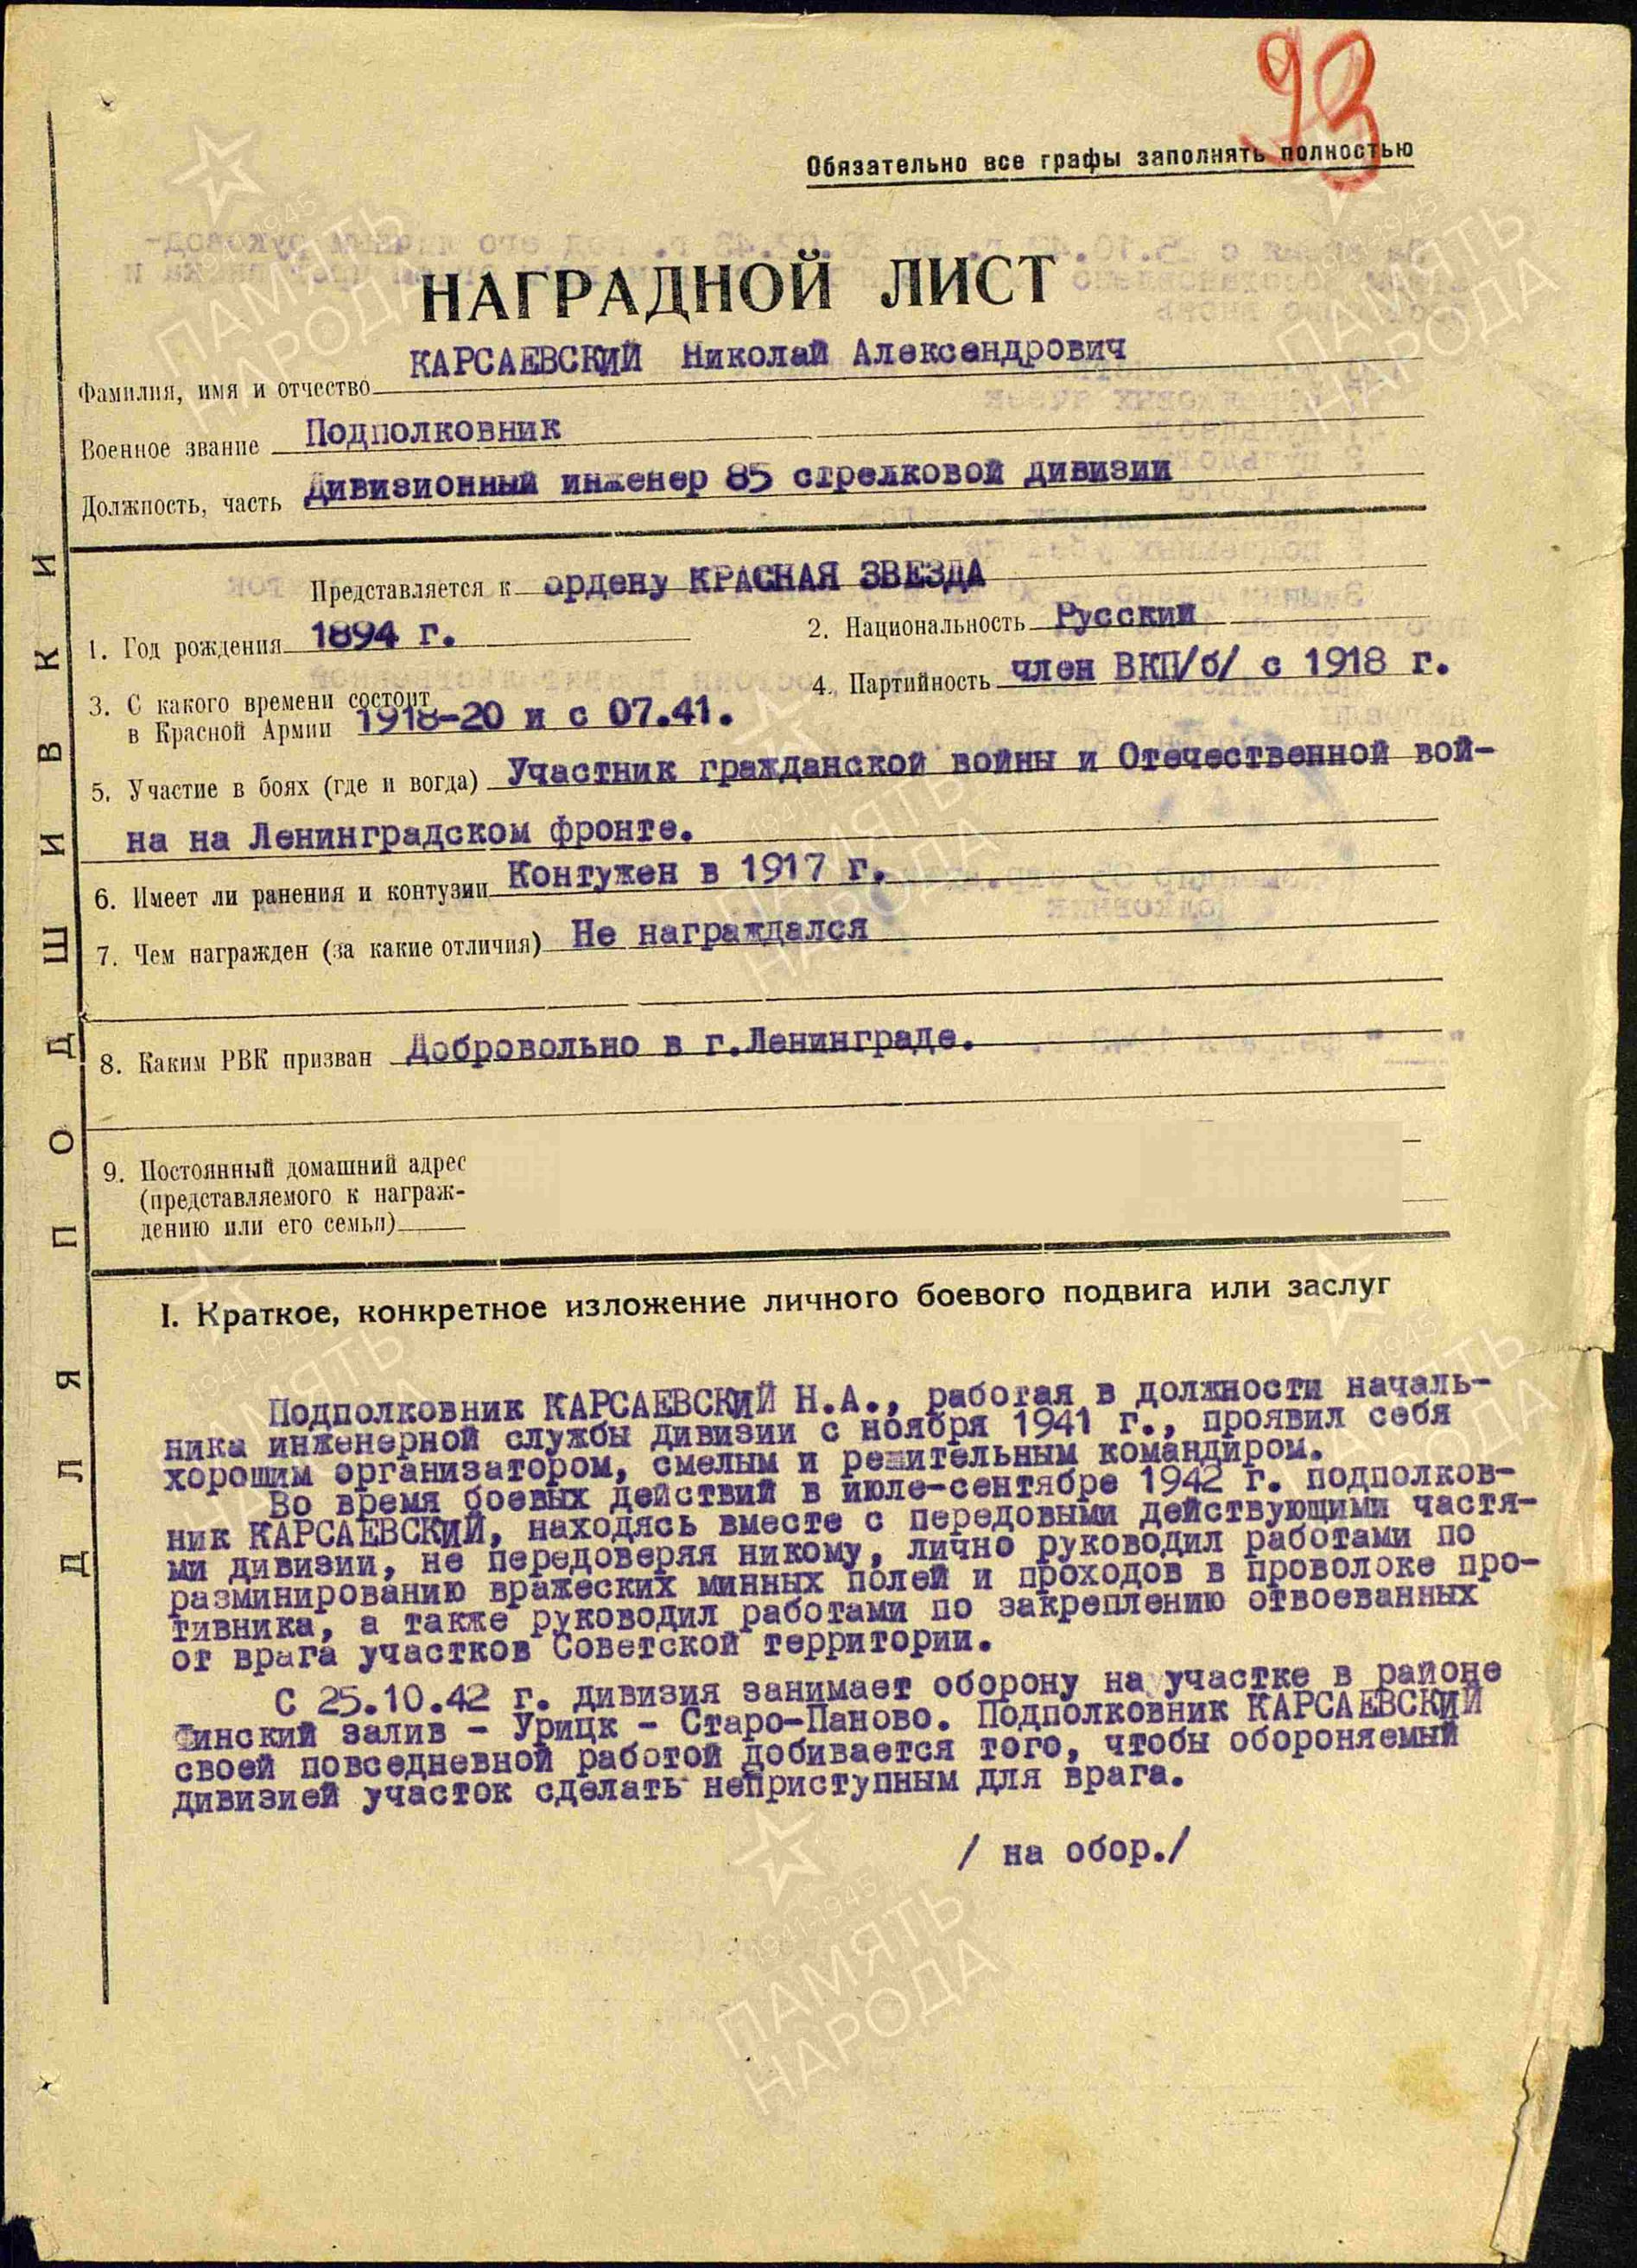 93
Обязательно все графы заполнять полностью
НАГРАДНОЙ ЛИСТ
Фамилия, имя и отчество КАРСАЕВСКИЙ Николай Александрович
Военное звание Подполковник
Должность, часть Дивизионный инженер 85 стрелковой дивизии
Представляется к ордену КРАСНАЯ ЗВЕЗДА
1. Год рождения 1894 г. 2. Национальность Русский
3. С какого времени состоит
в Красной Армии 1918-20 и с 07.41. 4. Партийность член ВКП/б/ с 1918 г.
5. Участие в боях (где и вогда) Участник гражданской войны и Отечественной вой-
на на Ленинградском фронте.
6. Имеет ли ранения и контузии Контужен в 1917 г.
7. Чем награжден (за какие отличия) Не награждался
8. Каким РВК призван Добровольно в г.Ленинграде.
9. Постоянный домашний адрес
(представляемого к награж-
дению или его семьи)
I. Краткое, конкретное изложение личного боевого подвига или заслуг
Подполковник КАРСАЕВСКИЙ Н.А., работая в должности началь-
ника инженерной службы дивизии с ноября 1941 г., проявил себя
хорошим организатором, смелым и решительным командиром.
Во время боевых действий в июле-сентябре 1942 г. подполков-
ник КАРСАЕВСКИЙ, находясь вместе с передовыми действующими частя-
ми дивизии, не передоверяя никому, лично руководил работами по
разминированию вражеских минных полей и проходов в проволоке про-
тивника, а также руководил работами по закреплению отвоеванных
от врага участков Советской территории.
С 25.10.42 г. дивизия занимает оборону на участке в районе
Финский залив - Урицк - Старо-Паново. Подполковник КАРСАЕВСКИЙ
своей повседневной работой добивается того, чтобы обороняемый
дивизией участок сделать неприступным для врага.
/ на обор./
ДЛЯ ПОДШИВКИ
1941-1945
ПАМЯТЬ
НАРОДА